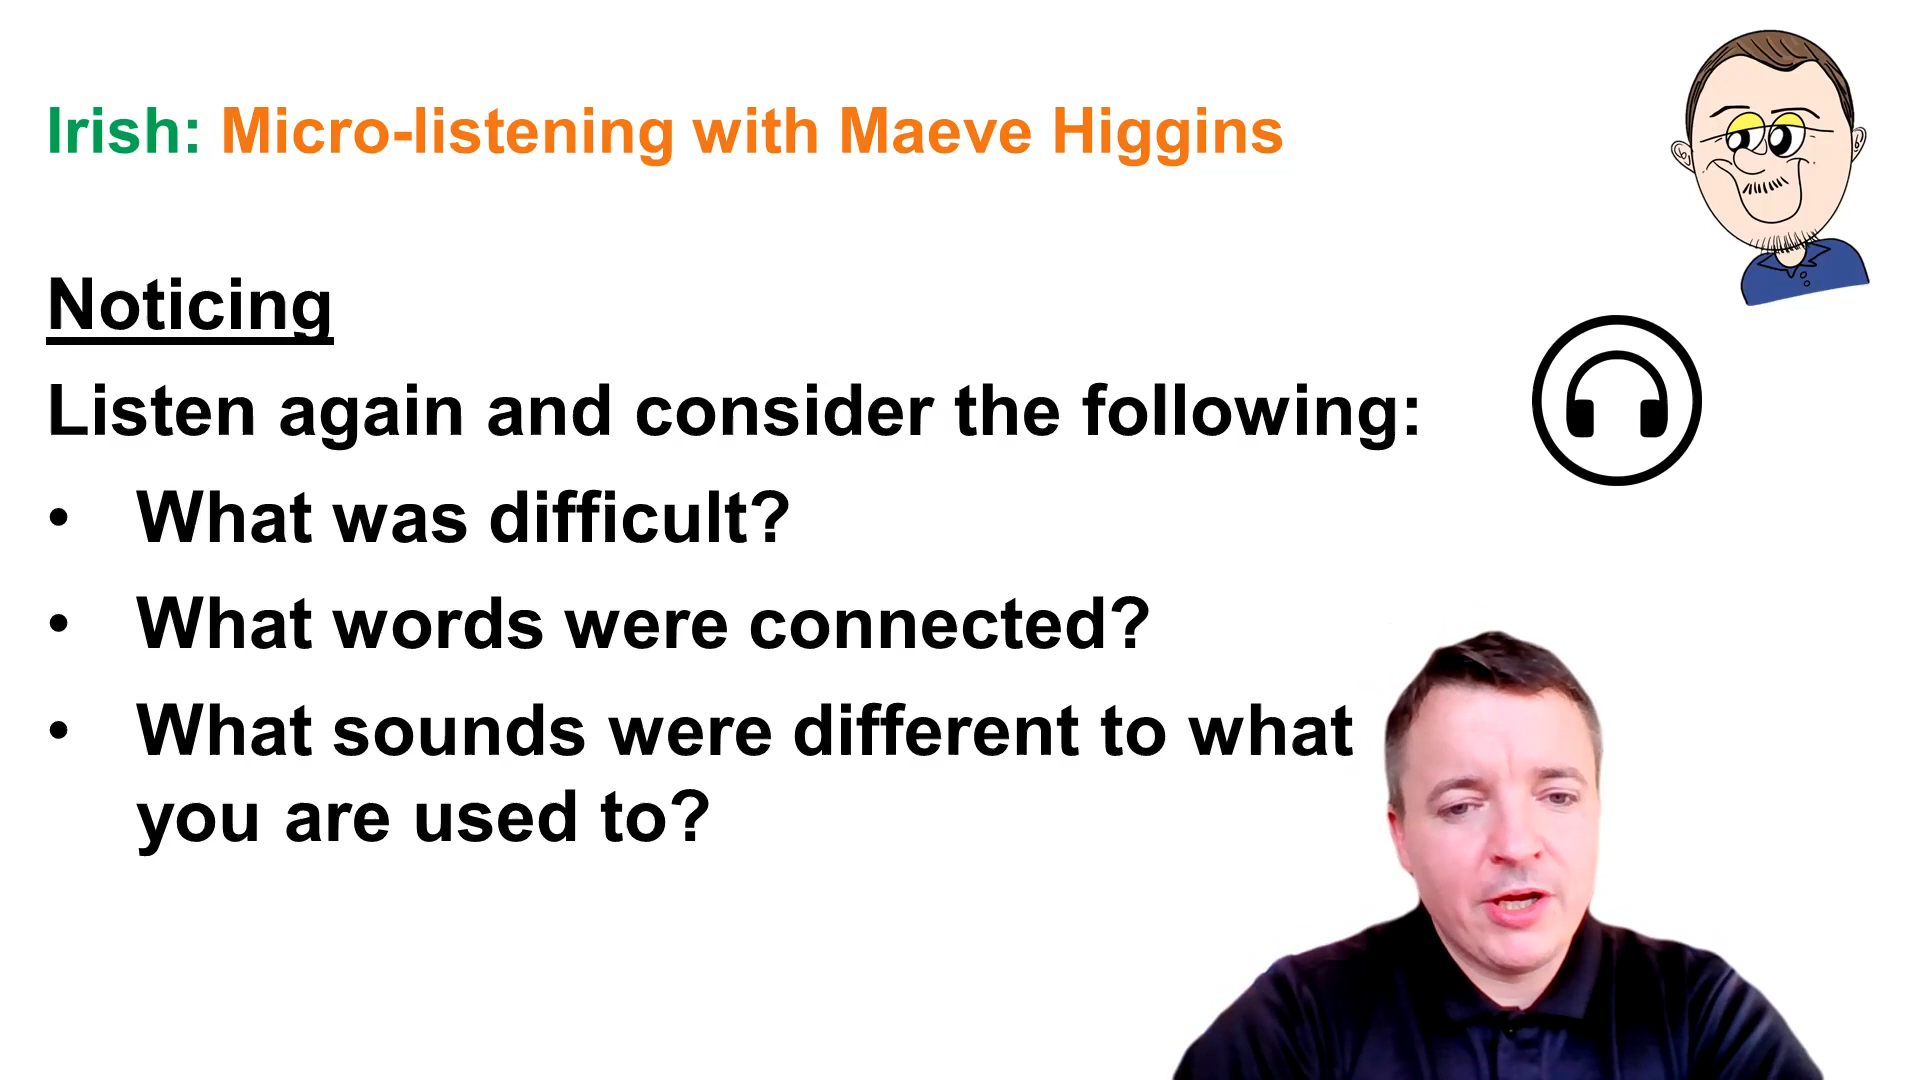 Irish: Micro-listening with Maeve Higgins
Noticing
Listen again and consider the following:
• What was difficult?
• What words were connected?
• What sounds were different to what
you are used to?